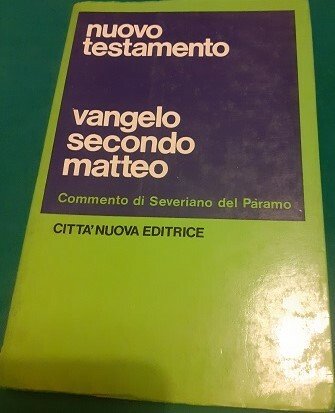 nuovo
testamento
vangelo
secondo
matteo
Commento di Severiano del Páramo
CITTA' NUOVA EDITRICE